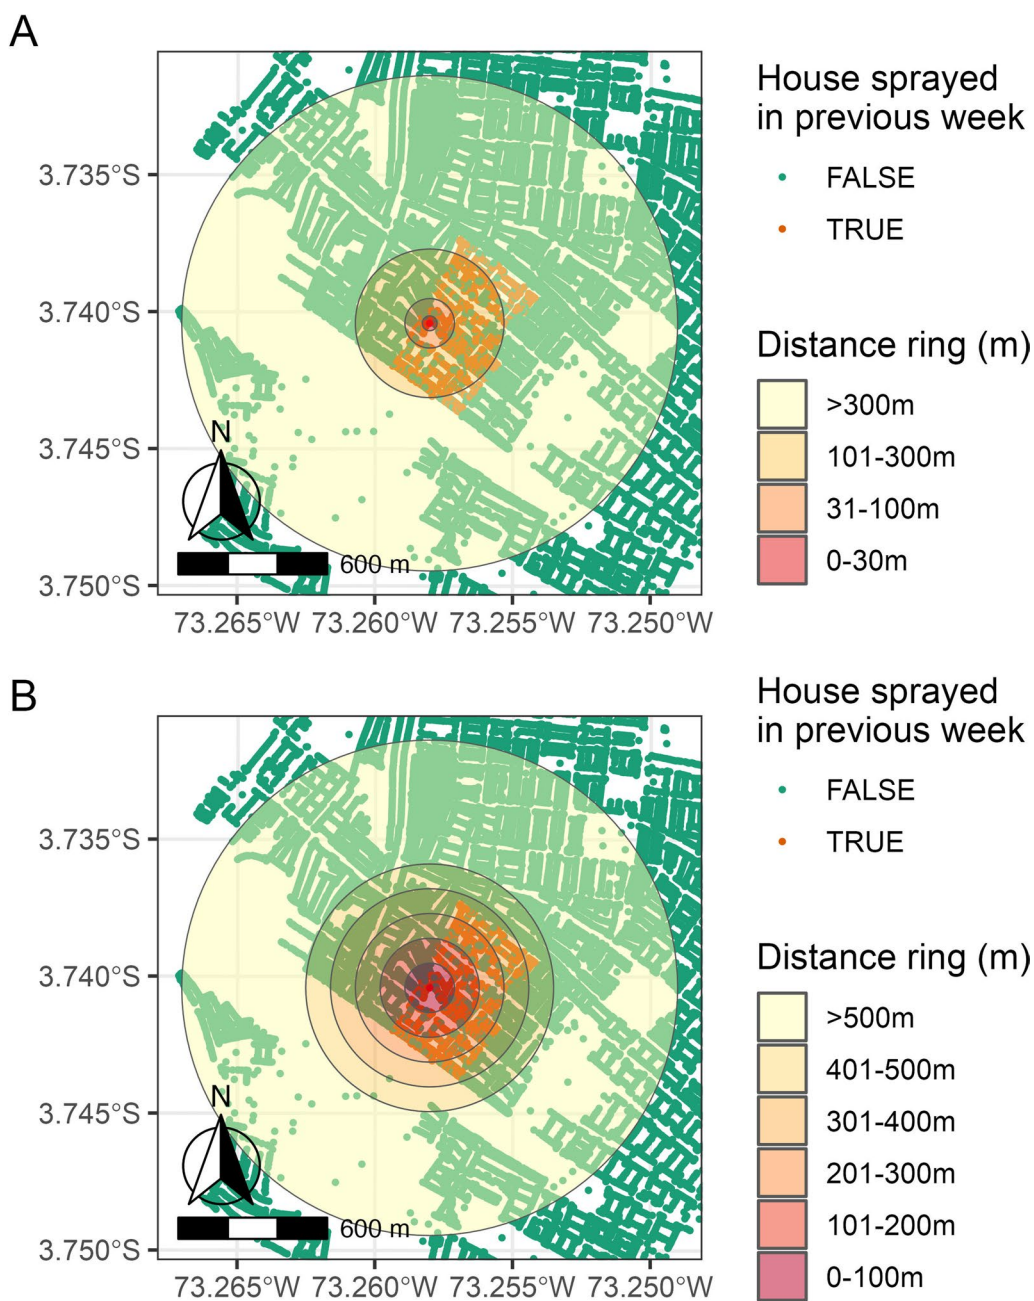 A
House sprayed
in previous week
FALSE
TRUE
3.735°S
3.740°S
3.745°S
3.750°S
N
600 m
73.265°W
73.260°W
73.255°W
73.250°W
Distance ring (m)
>300m
101-300m
31-100m
0-30m
B
House sprayed
in previous week
FALSE
TRUE
3.735°S
3.740°S
3.745°S
3.750°S
N
600 m
73.265°W
73.260°W
73.255°W
73.250°W
Distance ring (m)
>500m
401-500m
301-400m
201-300m
101-200m
0-100m